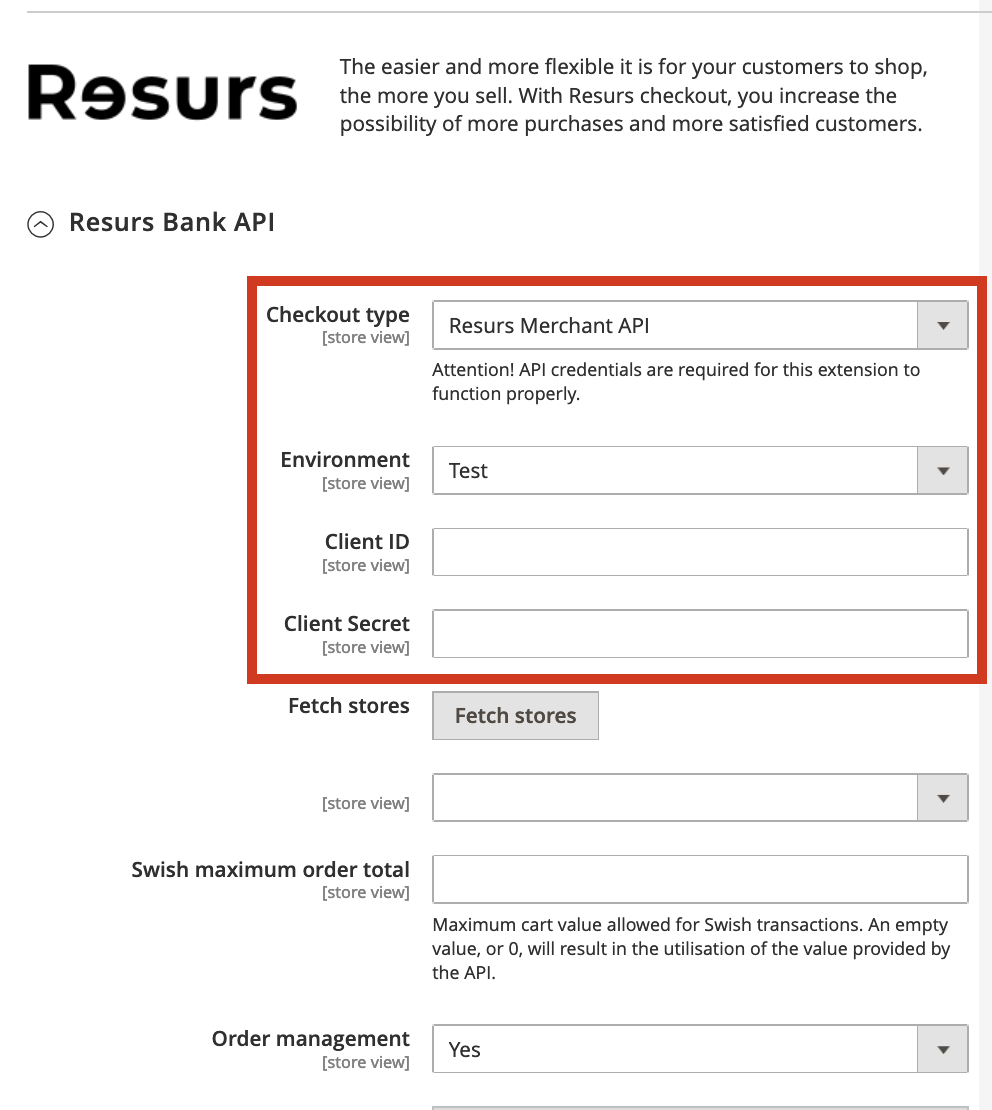 Resurs
The easier and more flexible it is for your customers to shop,
the more you sell. With Resurs checkout, you increase the
possibility of more purchases and more satisfied customers.
Resurs Bank API
Checkout type
[store view]
Resurs Merchant API
Attention! API credentials are required for this extension to
function properly.
Environment
[store view]
Test
Client ID
[store view]
Client Secret
[store view]
Fetch stores
Fetch stores
[store view]
Swish maximum order total
[store view]
Maximum cart value allowed for Swish transactions. An empty
value, or 0, will result in the utilisation of the value provided by
the API.
Order management
[store view]
Yes